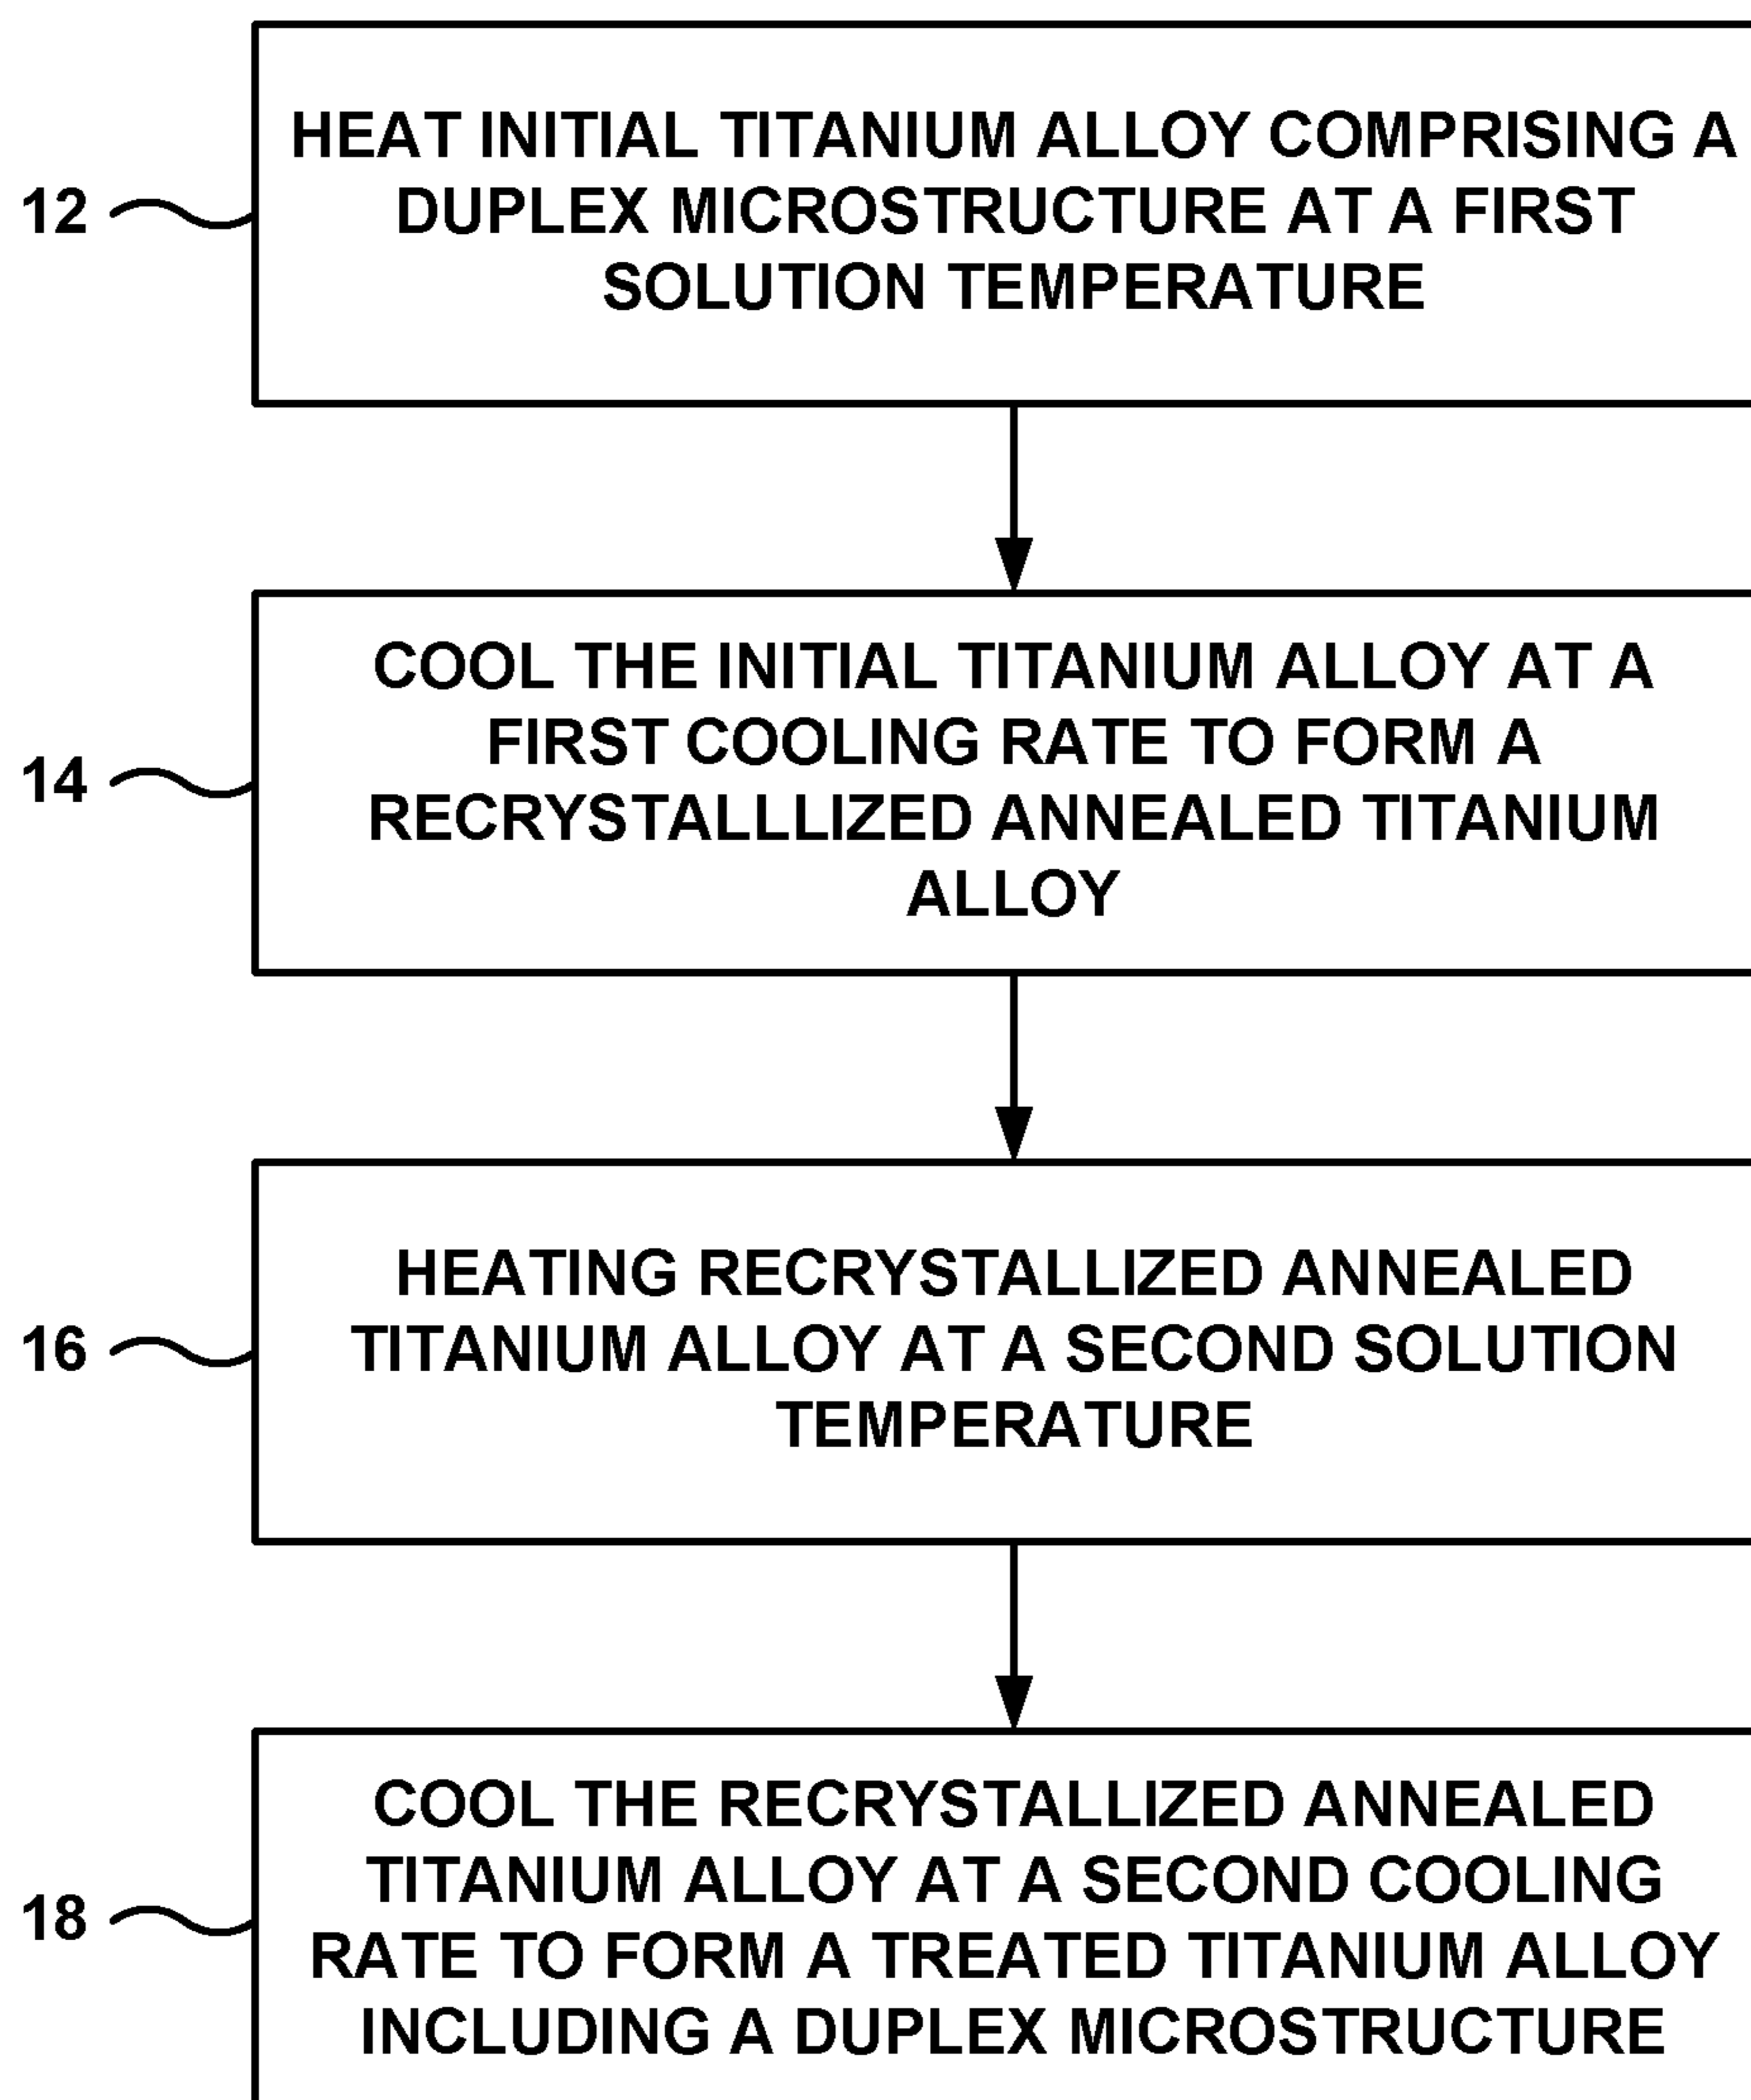 HEAT INITIAL TITANIUM ALLOY COMPRISING A
DUPLEX MICROSTRUCTURE AT A FIRST
SOLUTION TEMPERATURE
12
COOL THE INITIAL TITANIUM ALLOY AT A
FIRST COOLING RATE TO FORM A
RECRYSTALLLIZED ANNEALED TITANIUM
ALLOY
14
HEATING RECRYSTALLIZED ANNEALED
TITANIUM ALLOY AT A SECOND SOLUTION
TEMPERATURE
16
COOL THE RECRYSTALLIZED ANNEALED
TITANIUM ALLOY AT A SECOND COOLING
RATE TO FORM A TREATED TITANIUM ALLOY
INCLUDING A DUPLEX MICROSTRUCTURE
18